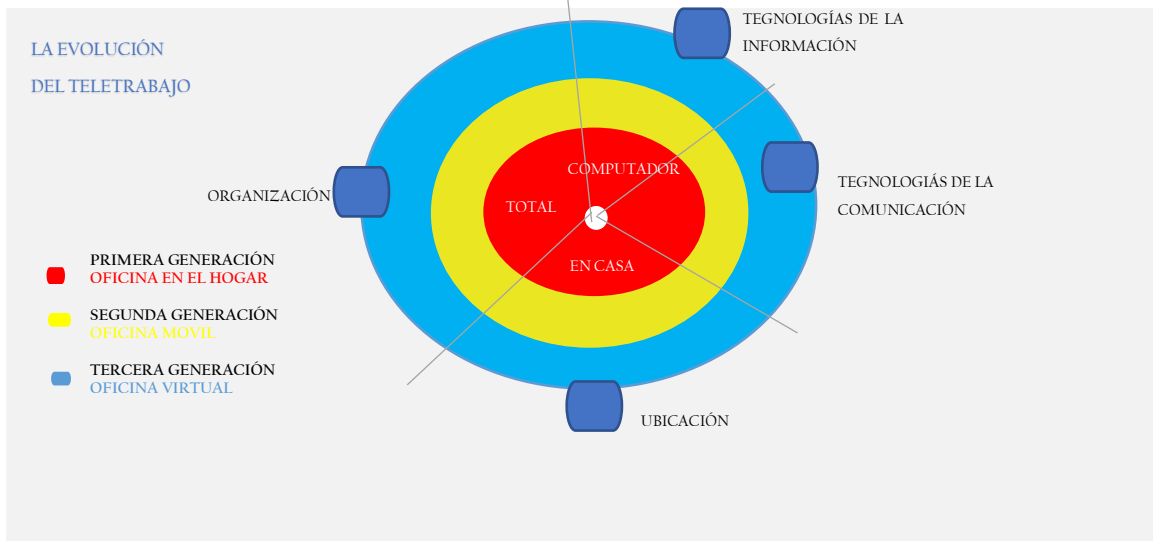 LA EVOLUCIÓN
DEL TELETRABAJO
TEGNOLOGÍAS DE LA
INFORMACIÓN
COMPUTADOR
TEGNOLOGIÁS DE LA
COMUNICACIÓN
ORGANIZACIÓN
TOTAL
EN CASA
PRIMERA GENERACIÓN
OFICINA EN EL HOGAR
SEGUNDA GENERACIÓN
OFICINA MOVIL
TERCERA GENERACIÓN
OFICINA VIRTUAL
UBICACIÓN